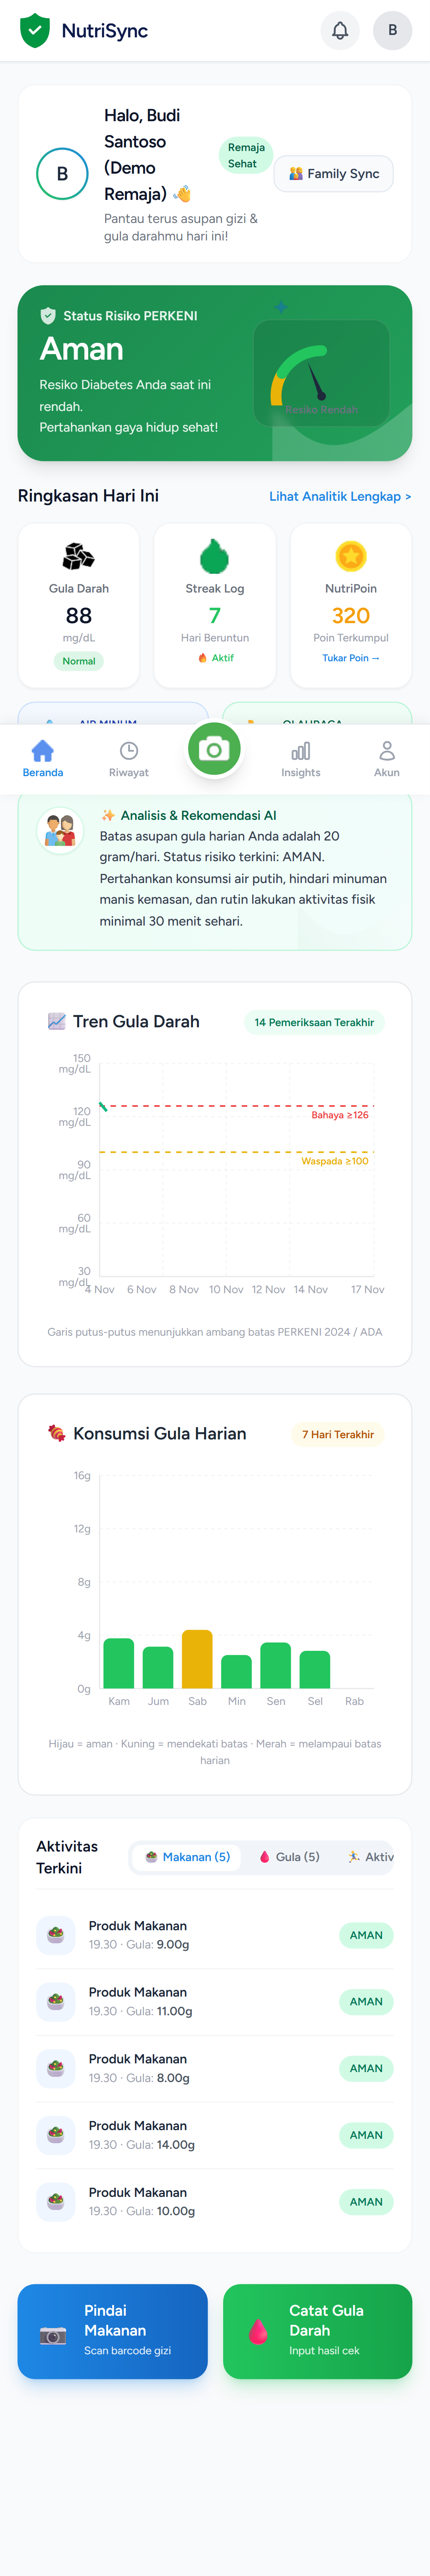 NutriSync
B
B
Halo, Budi
Santoso
(Demo
Remaja) 👋
Remaja
Sehat
Family Sync
Pantau terus asupan gizi &
gula darahmu hari ini!
Status Risiko PERKENI
Aman
Resiko Diabetes Anda saat ini
rendah.
Pertahankan gaya hidup sehat!
Resiko Rendah
Ringkasan Hari Ini
Lihat Analitik Lengkap >
Gula Darah
88
mg/dL
Normal
Streak Log
7
Hari Beruntun
🔥 Aktif
NutriPoin
320
Poin Terkumpul
Tukar Poin →
AIR MINUM
OLAHRAGA
Beranda
Riwayat
Insights
Akun
✨ Analisis & Rekomendasi AI
Batas asupan gula harian Anda adalah 20
gram/hari. Status risiko terkini: AMAN.
Pertahankan konsumsi air putih, hindari minuman
manis kemasan, dan rutin lakukan aktivitas fisik
minimal 30 menit sehari.
📈 Tren Gula Darah
14 Pemeriksaan Terakhir
150
mg/dL
120
mg/dL
90
mg/dL
60
mg/dL
30
mg/dL
Bahaya ≥126
Waspada ≥100
4 Nov 6 Nov 8 Nov 10 Nov 12 Nov 14 Nov 17 Nov
Garis putus-putus menunjukkan ambang batas PERKENI 2024 / ADA
🍬 Konsumsi Gula Harian
7 Hari Terakhir
16g
12g
8g
4g
0g
Kam Jum Sab Min Sen Sel Rab
Hijau = aman · Kuning = mendekati batas · Merah = melampaui batas
harian
Aktivitas
Terkini
🥗 Makanan (5)
🩸 Gula (5)
🏃 Aktiv
Produk Makanan
19.30 · Gula: 9.00g
AMAN
Produk Makanan
19.30 · Gula: 11.00g
AMAN
Produk Makanan
19.30 · Gula: 8.00g
AMAN
Produk Makanan
19.30 · Gula: 14.00g
AMAN
Produk Makanan
19.30 · Gula: 10.00g
AMAN
Pindai
Makanan
Scan barcode gizi
Catat Gula
Darah
Input hasil cek